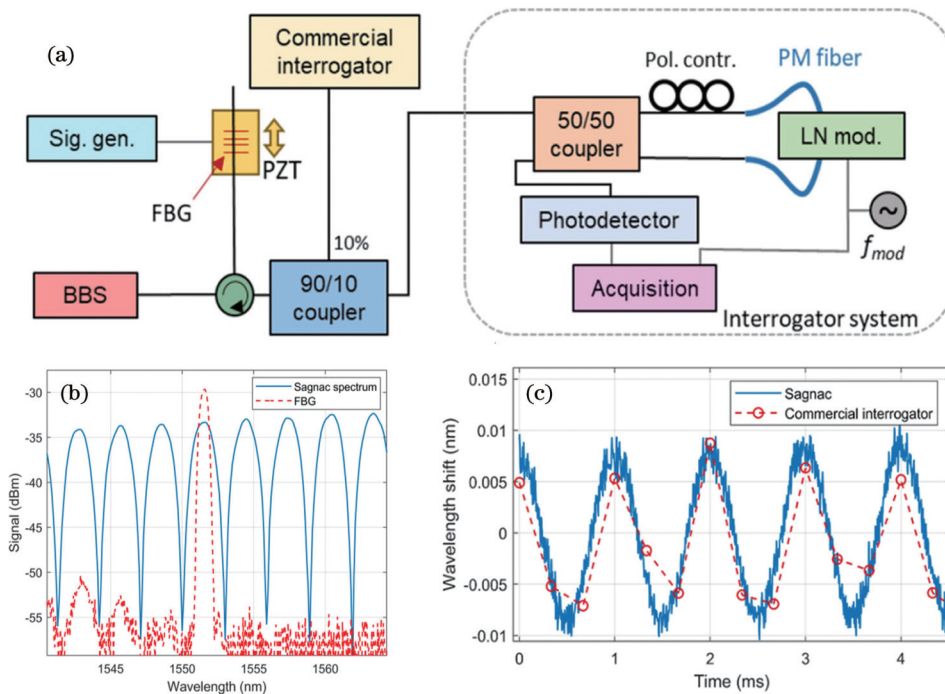 (a)
Commercial
interrogator
Sig. gen.
FBG
PZT
10%
BBS
90/10
coupler
Pol. contr.
PM fiber
50/50
coupler
LN mod.
Photodetector
~
f_mod
Acquisition
Interrogator system
(b)
Sagnac spectrum
FBG
Signal (dBm)
-30
-35
-40
-45
-50
-55
1545
1550
1555
1560
Wavelength (nm)
(c)
Sagnac
Commercial interrogator
Wavelength shift (nm)
0.015
0.010
0.005
0
-0.005
-0.01
0
1
2
3
4
Time (ms)